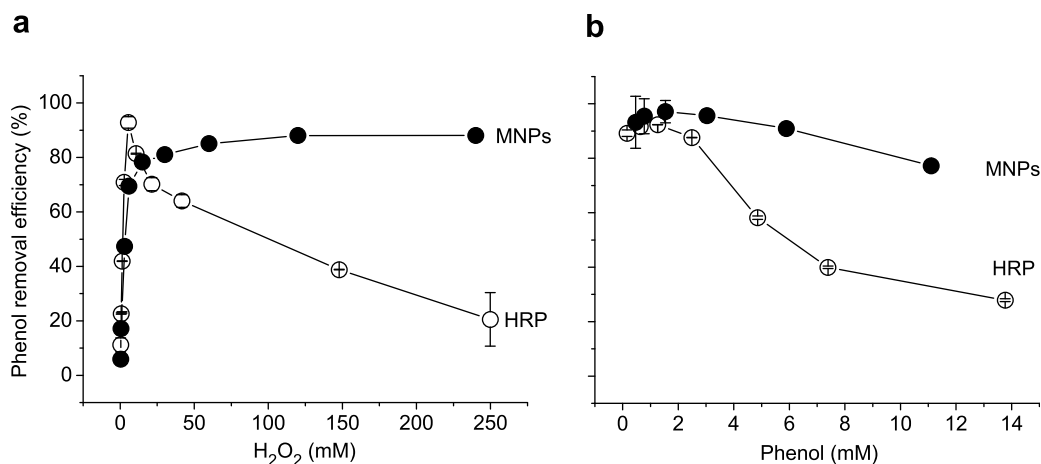 a
b
Phenol removal efficiency (%)
100
80
60
40
20
0
MNPs
HRP
0 50 100 150 200 250
H₂O₂ (mM)
MNPs
HRP
0 2 4 6 8 10 12 14
Phenol (mM)